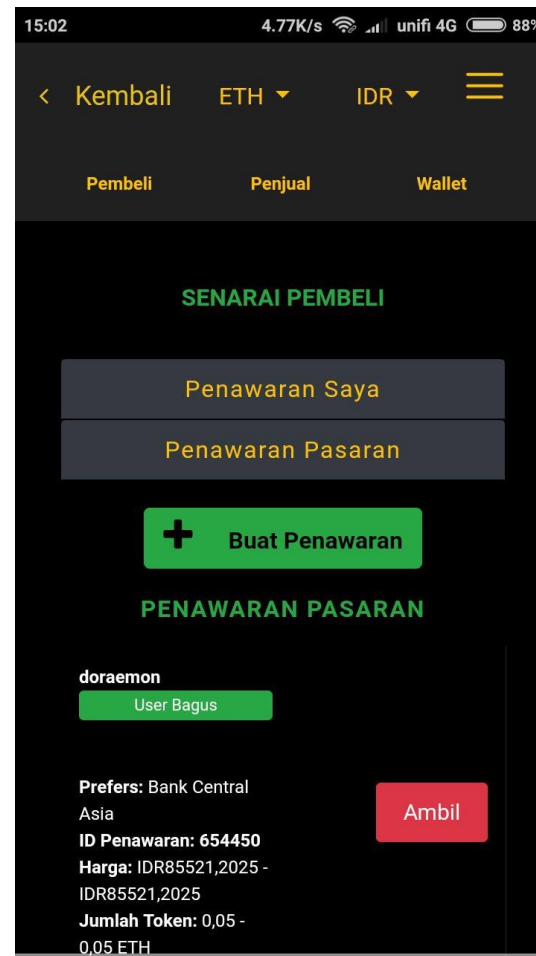 15:02 4.77K/s unifi 4G 88%
Kembali ETH IDR
Pembeli Penjual Wallet
SENARAI PEMBELI
Penawaran Saya
Penawaran Pasaran
Buat Penawaran
PENAWARAN PASARAN
doraemon
User Bagus
Prefers: Bank Central
Asia
Ambil
ID Penawaran: 654450
Harga: IDR85521,2025 -
IDR85521,2025
Jumlah Token: 0,05 -
0,05 ETH